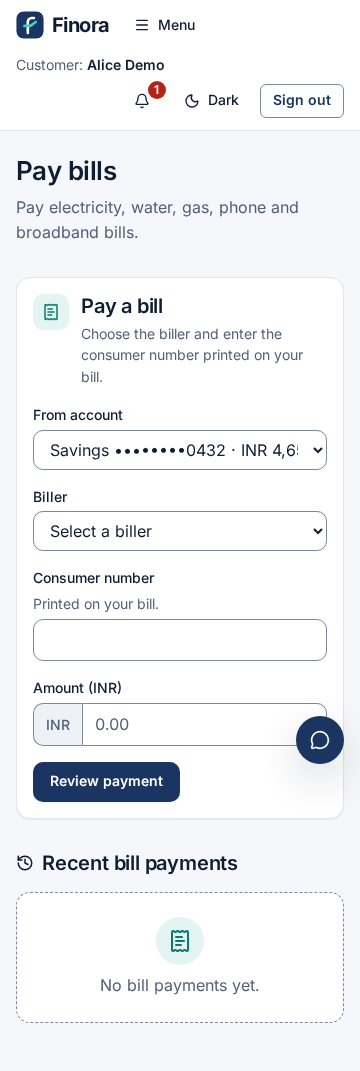 Finora
Menu
Customer: Alice Demo
1
Dark
Sign out
Pay bills
Pay electricity, water, gas, phone and
broadband bills.
Pay a bill
Choose the biller and enter the
consumer number printed on your
bill.
From account
Savings ••••••••0432 · INR 4,6
Biller
Select a biller
Consumer number
Printed on your bill.
Amount (INR)
INR
0.00
Review payment
Recent bill payments
No bill payments yet.